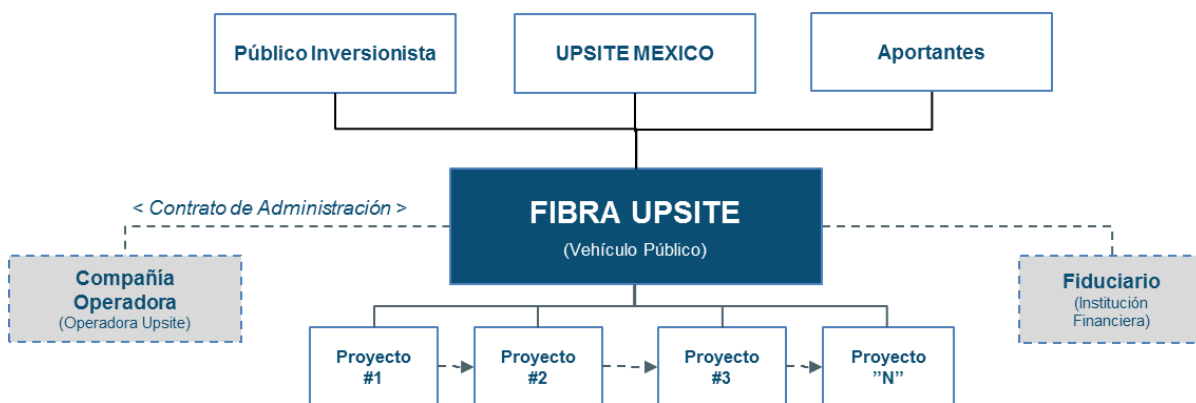 Público Inversionista
UPSITE MEXICO
Aportantes
< Contrato de Administración >
FIBRA UPSITE
(Vehículo Público)
Compañía
Operadora
(Operadora Upsite)
Fiduciario
(Institución
Financiera)
Proyecto
#1
Proyecto
#2
Proyecto
#3
Proyecto
”N”